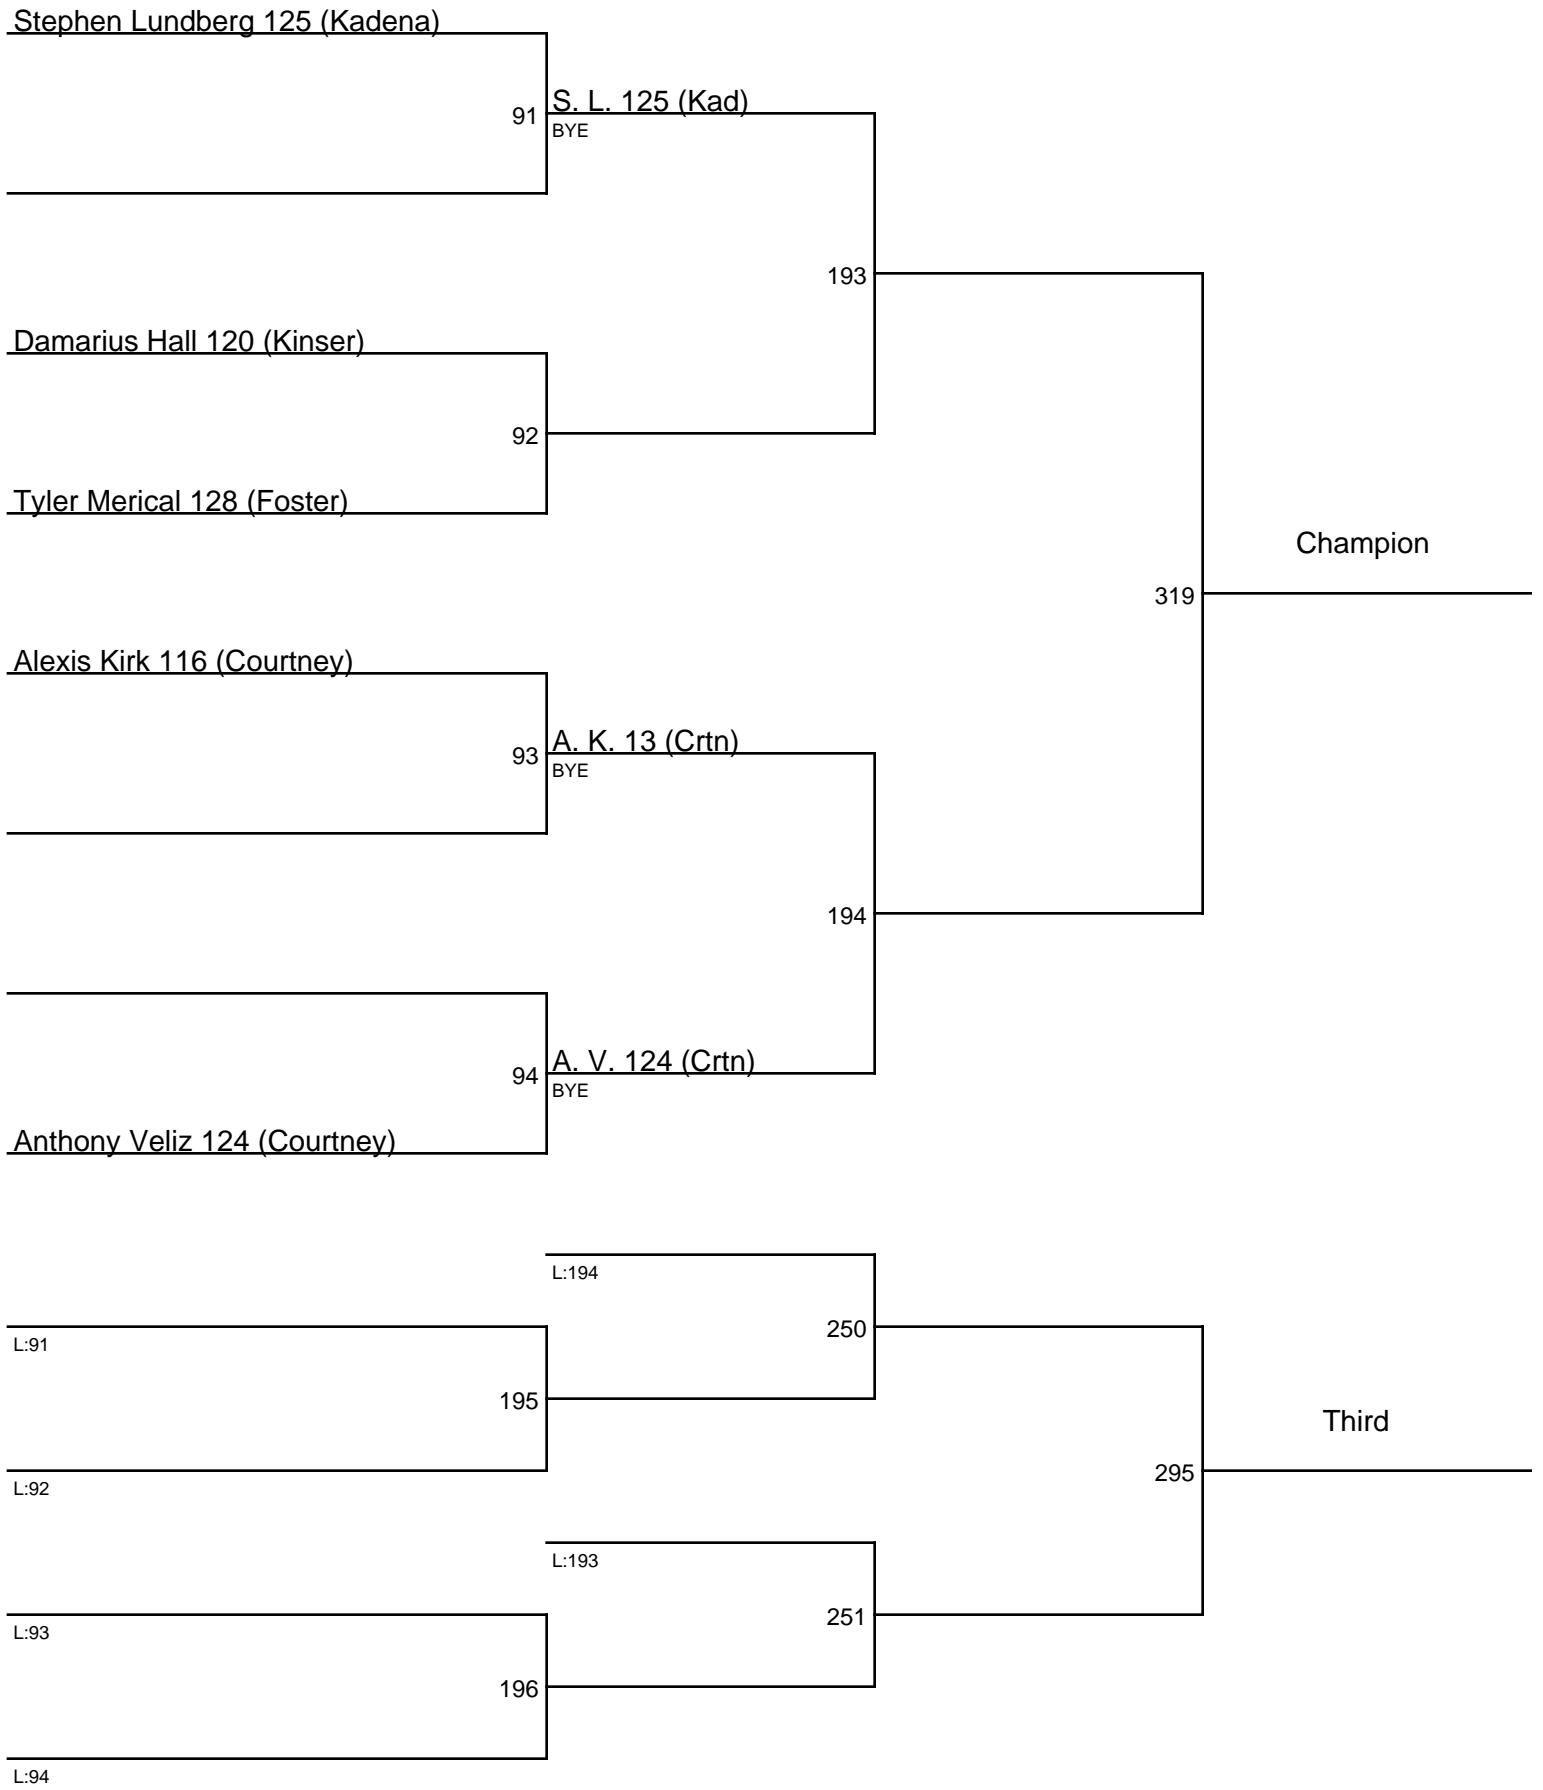 Stephen Lundberg 125 (Kadena)
91
S. L. 125 (Kad)
BYE
193
Damarius Hall 120 (Kinser)
92
Tyler Merical 128 (Foster)
Champion
319
Alexis Kirk 116 (Courtney)
93
A. K. 13 (Crtn)
BYE
194
94
A. V. 124 (Crtn)
BYE
Anthony Veliz 124 (Courtney)
L:194
250
L:91
195
Third
L:92
295
L:193
251
L:93
196
L:94